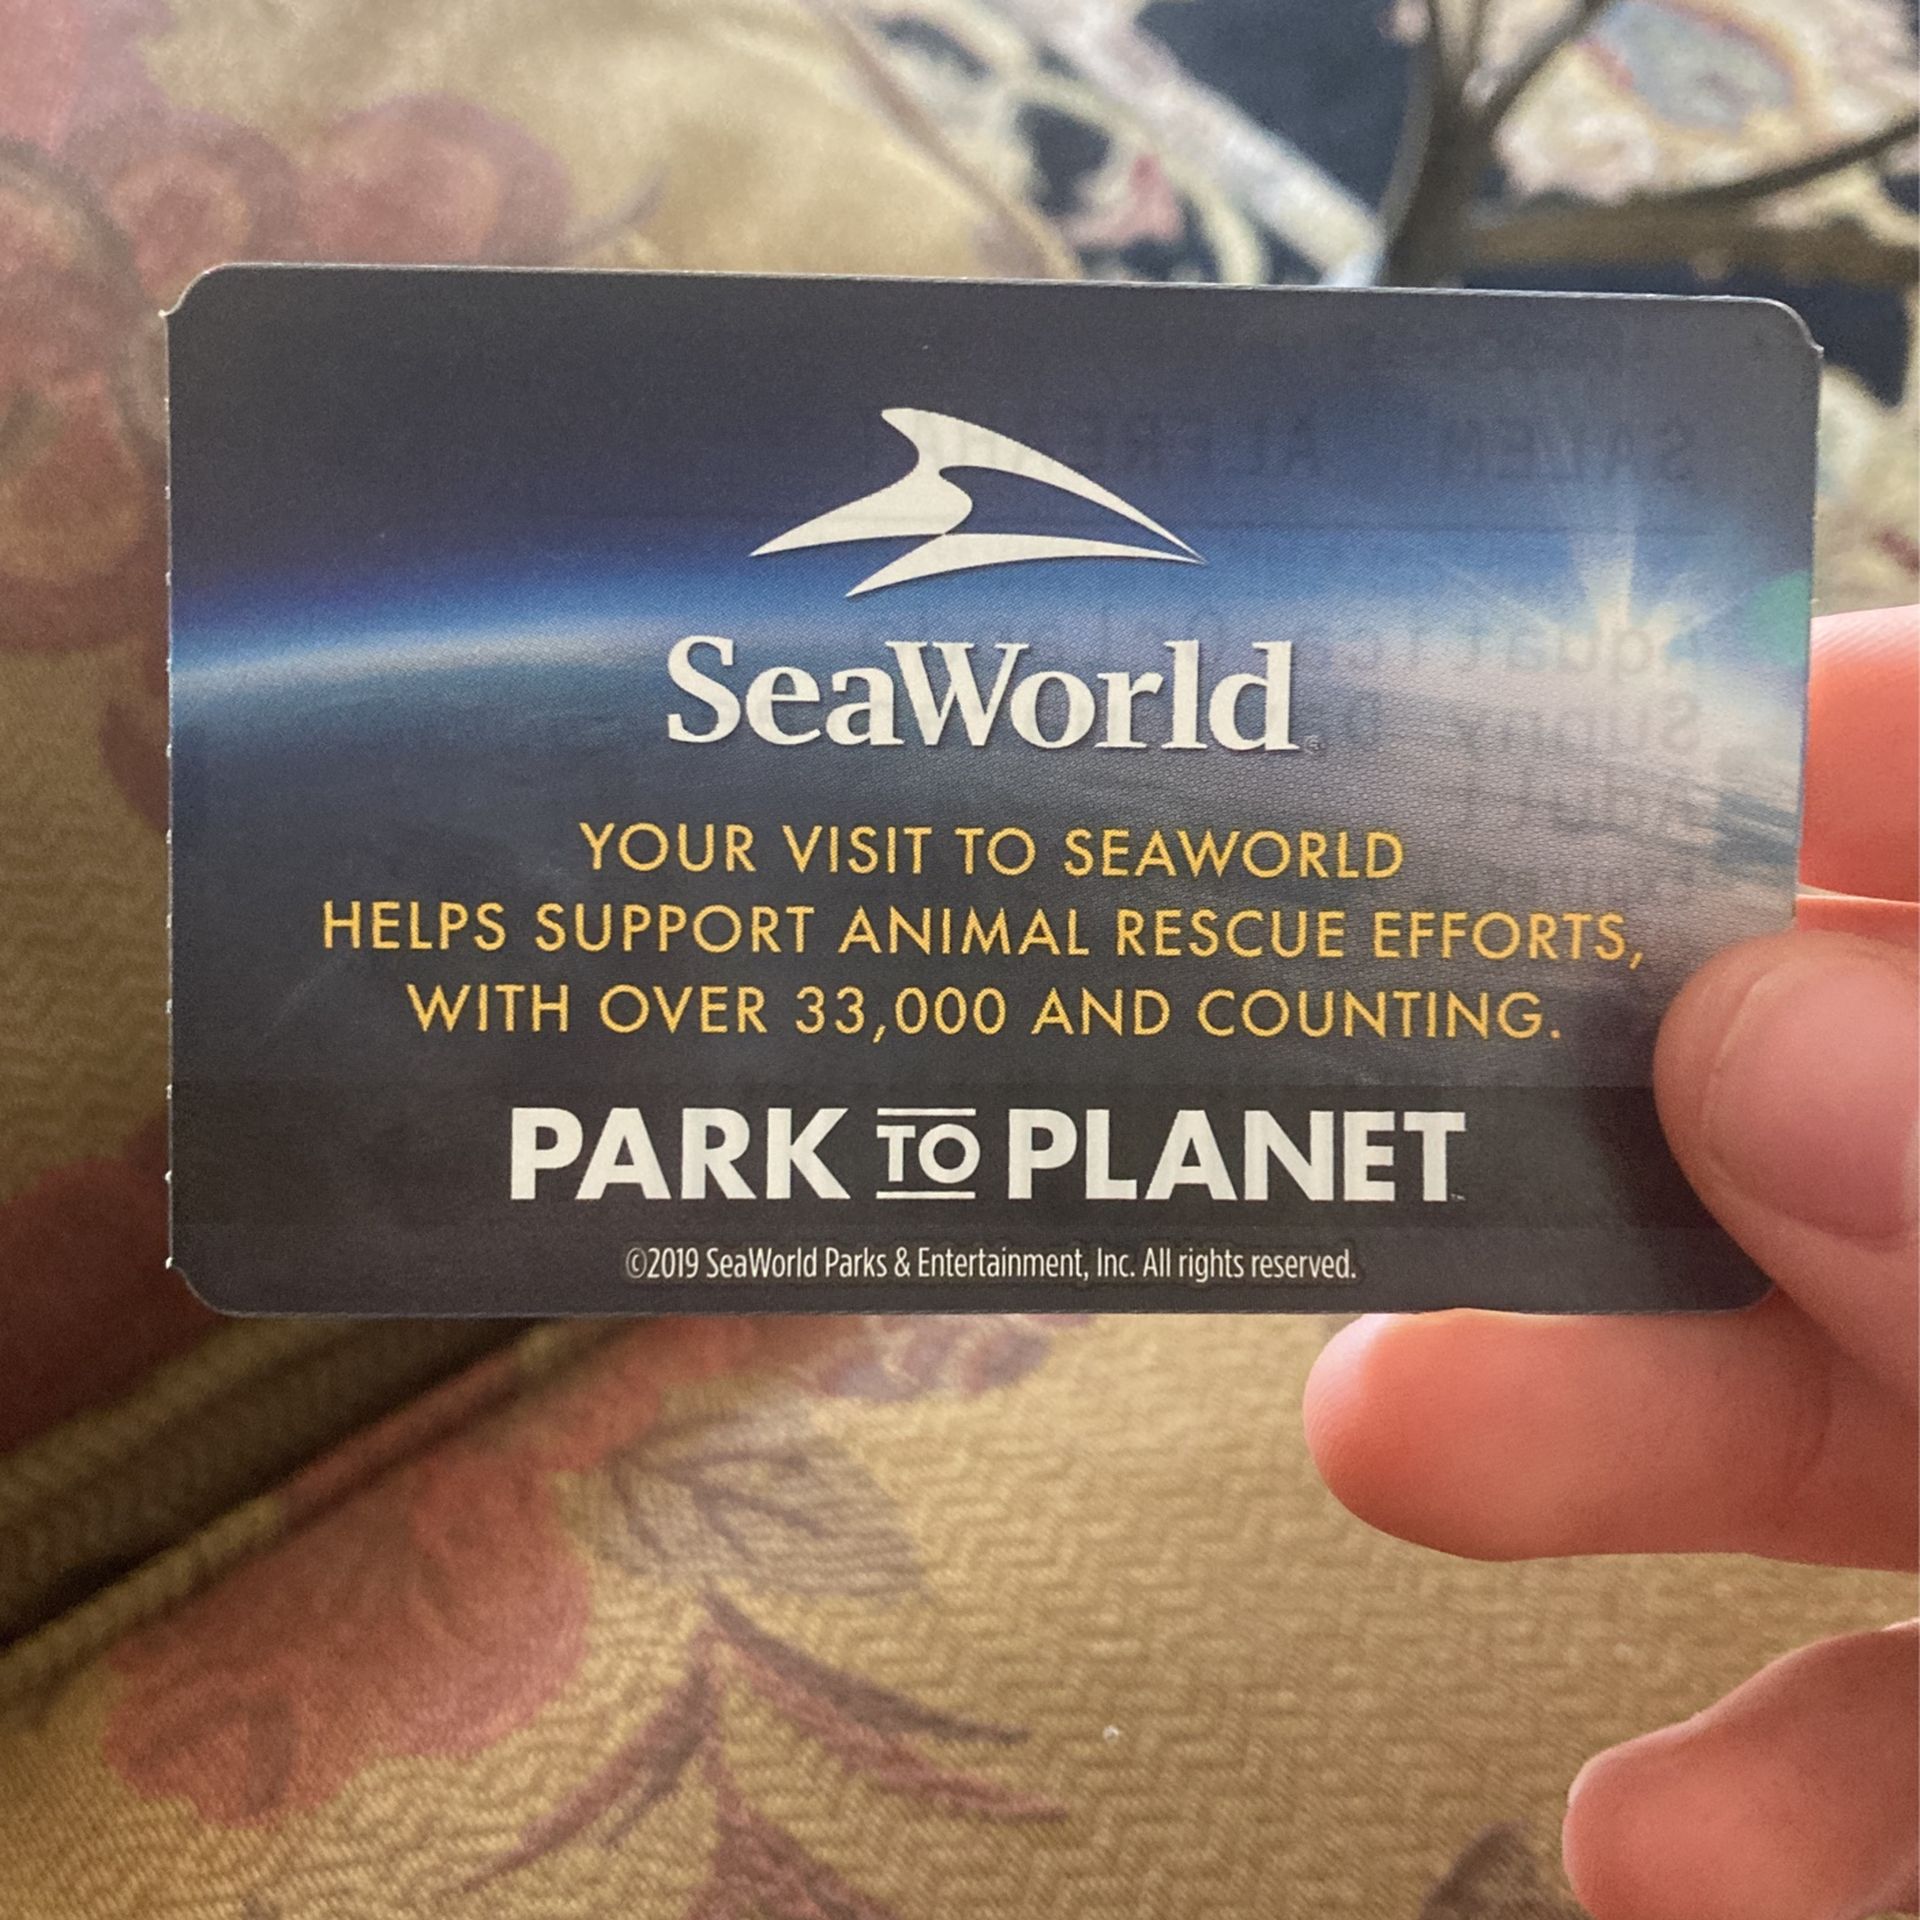 SeaWorld®
YOUR VISIT TO SEAWORLD
HELPS SUPPORT ANIMAL RESCUE EFFORTS,
WITH OVER 33,000 AND COUNTING.
PARK TO PLANET™
©2019 SeaWorld Parks & Entertainment, Inc. All rights reserved.